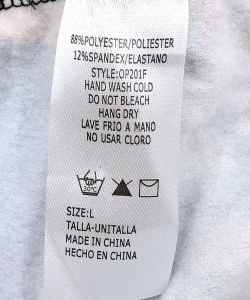 88%POLYESTER/POLIESTER
12%SPANDEX/ELASTANO
STYLE:OP201F
HAND WASH COLD
DO NOT BLEACH
HANG DRY
LAVE FRIO A MANO
NO USAR CLORO
30°C
SIZE:L
TALLA-UNITALLA
MADE IN CHINA
HECHO EN CHINA